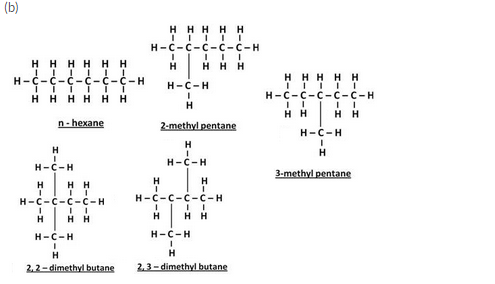 (b)
H H H H H H
H-C-C-C-C-C-C-H
H H H H H H
n - hexane
H H H H H
H-C-C-C-C-C-H
H H H H
H-C-H
H
2-methyl pentane
H H H H H
H-C-C-C-C-C-H
H H H H
H-C-H
H
3-methyl pentane
H
H-C-H
H H H
H-C-C-C-C-H
H H H
H-C-H
H
2, 2 – dimethyl butane
H
H-C-H
H H
H-C-C-C-C-H
H H H
H-C-H
H
2, 3 – dimethyl butane